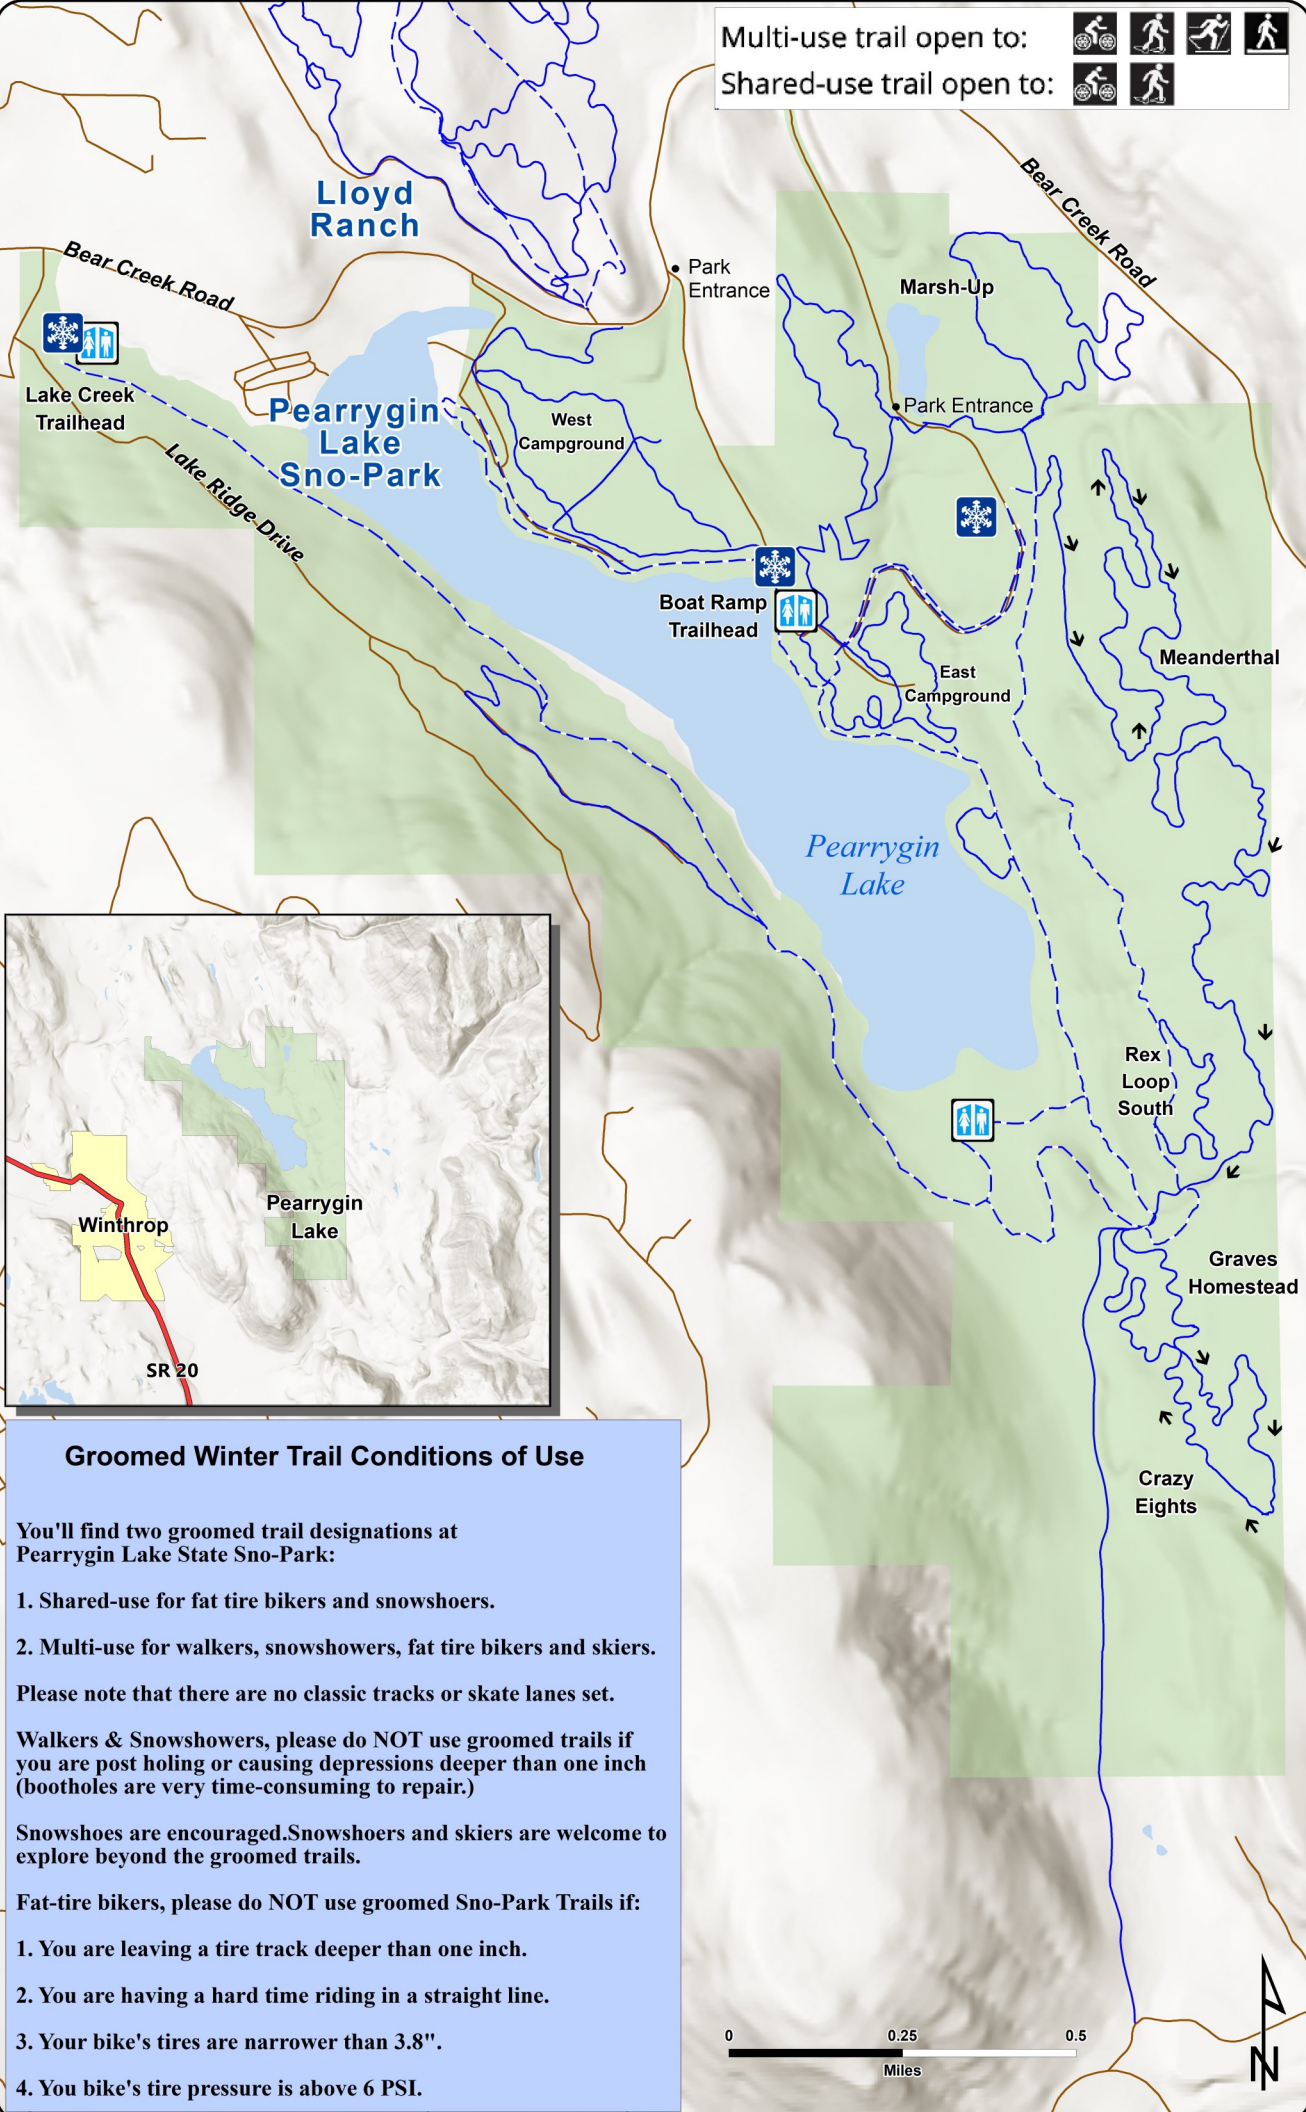 Multi-use trail open to:
Shared-use trail open to:
Bear Creek Road
Lloyd
Ranch
Bear Creek Road
Park
Entrance
Marsh-Up
Park Entrance
Lake Creek
Trailhead
Pearrygin
Lake
Sno-Park
West
Campground
Lake Ridge Drive
Boat Ramp
Trailhead
East
Campground
Meanderthal
Pearrygin
Lake
Rex
Loop
South
Graves
Homestead
Crazy
Eights
Winthrop
Pearrygin
Lake
SR 20
Groomed Winter Trail Conditions of Use
You'll find two groomed trail designations at
Pearrygin Lake State Sno-Park:
1. Shared-use for fat tire bikers and snowshoers.
2. Multi-use for walkers, snowshowers, fat tire bikers and skiers.
Please note that there are no classic tracks or skate lanes set.
Walkers & Snowshowers, please do NOT use groomed trails if
you are post holing or causing depressions deeper than one inch
(bootholes are very time-consuming to repair.)
Snowshoes are encouraged.Snowshoers and skiers are welcome to
explore beyond the groomed trails.
Fat-tire bikers, please do NOT use groomed Sno-Park Trails if:
1. You are leaving a tire track deeper than one inch.
2. You are having a hard time riding in a straight line.
3. Your bike's tires are narrower than 3.8".
4. You bike's tire pressure is above 6 PSI.
0 0.25 0.5
Miles
N